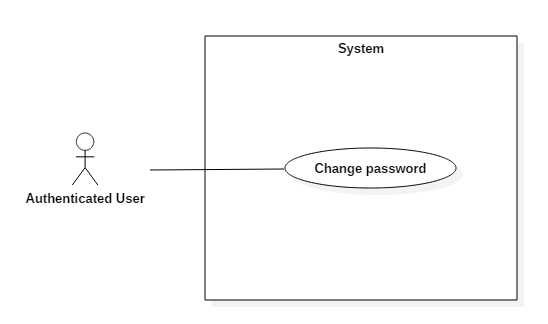 System
Change password
Authenticated User